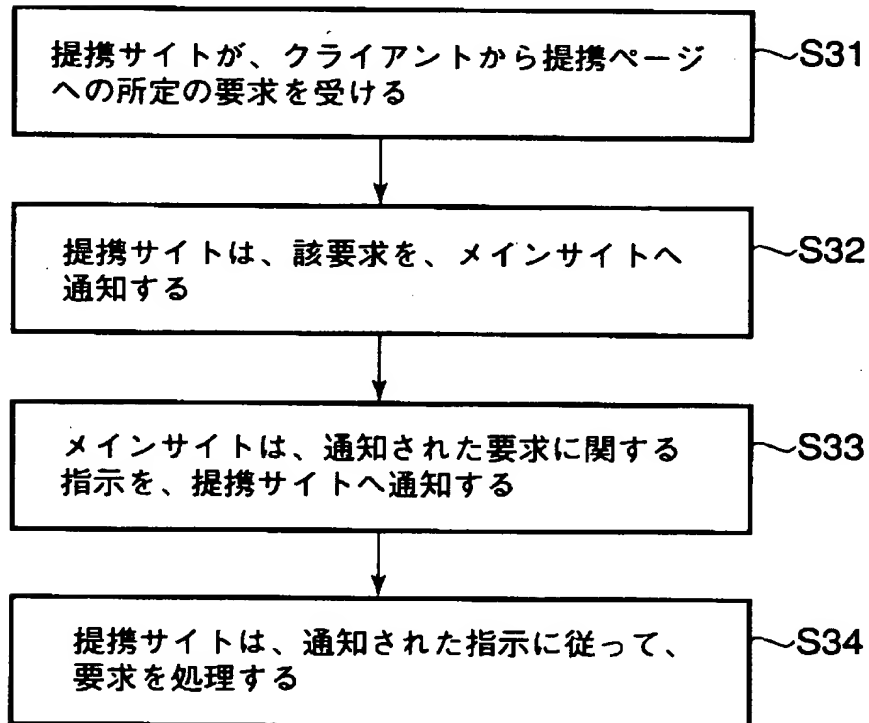 提携サイトが、クライアントから提携ページ
への所定の要求を受ける
S31
提携サイトは、該要求を、メインサイトへ
通知する
S32
メインサイトは、通知された要求に関する
指示を、提携サイトへ通知する
S33
提携サイトは、通知された指示に従って、
要求を処理する
S34